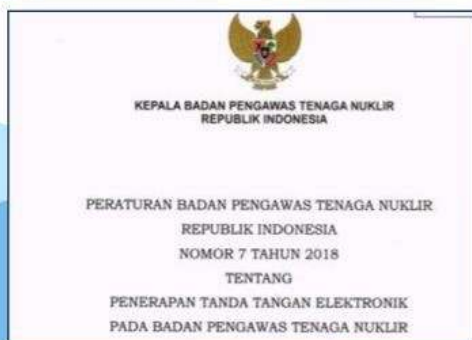 KEPALA BADAN PENGAWAS TENAGA NUKLIR
REPUBLIK INDONESIA
PERATURAN BADAN PENGAWAS TENAGA NUKLIR
REPUBLIK INDONESIA
NOMOR 7 TAHUN 2018
TENTANG
PENERAPAN TANDA TANGAN ELEKTRONIK
PADA BADAN PENGAWAS TENAGA NUKLIR